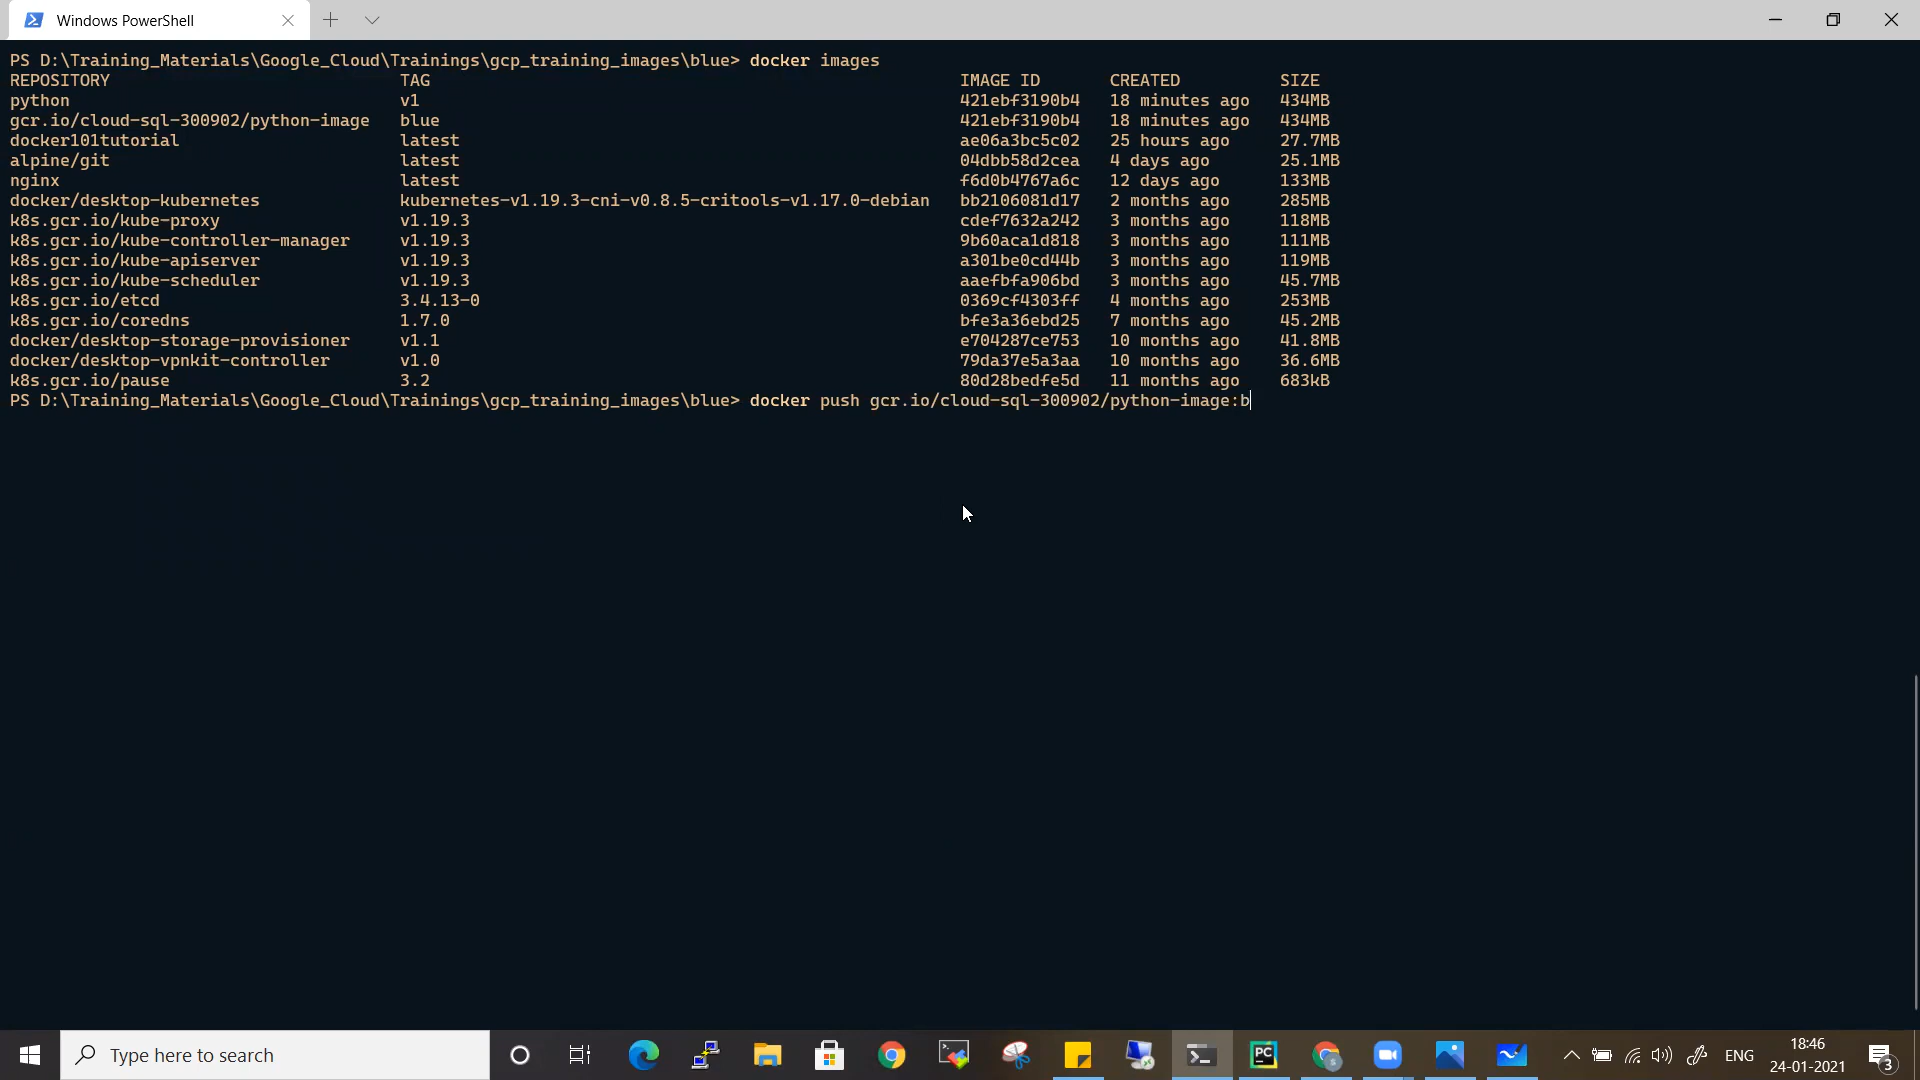 Windows PowerShell
PS D:\Training_Materials\Google_Cloud\Trainings\gcp_training_images\blue> docker images
REPOSITORY TAG IMAGE ID CREATED SIZE
python v1 421ebf3190b4 18 minutes ago 434MB
gcr.io/cloud-sql-300902/python-image blue 421ebf3190b4 18 minutes ago 434MB
docker101tutorial latest ae06a3bc5c02 25 hours ago 27.7MB
alpine/git latest 04dbb58d2cea 4 days ago 25.1MB
nginx latest f6d0b4767a6c 12 days ago 133MB
docker/desktop-kubernetes kubernetes-v1.19.3-cni-v0.8.5-critools-v1.17.0-debian bb2106081d17 2 months ago 285MB
k8s.gcr.io/kube-proxy v1.19.3 cdef7632a242 3 months ago 118MB
k8s.gcr.io/kube-controller-manager v1.19.3 9b60aca1d818 3 months ago 111MB
k8s.gcr.io/kube-apiserver v1.19.3 a301be0cd44b 3 months ago 119MB
k8s.gcr.io/kube-scheduler v1.19.3 aaefbfa906bd 3 months ago 45.7MB
k8s.gcr.io/etcd 3.4.13-0 0369cf4303ff 4 months ago 253MB
k8s.gcr.io/coredns 1.7.0 bfe3a36ebd25 7 months ago 45.2MB
docker/desktop-storage-provisioner v1.1 e704287ce753 10 months ago 41.8MB
docker/desktop-vpnkit-controller v1.0 79da37e5a3aa 10 months ago 36.6MB
k8s.gcr.io/pause 3.2 80d28bedfe5d 11 months ago 683kB
PS D:\Training_Materials\Google_Cloud\Trainings\gcp_training_images\blue> docker push gcr.io/cloud-sql-300902/python-image:b
Type here to search
PC
ENG
18:46
24-01-2021
3